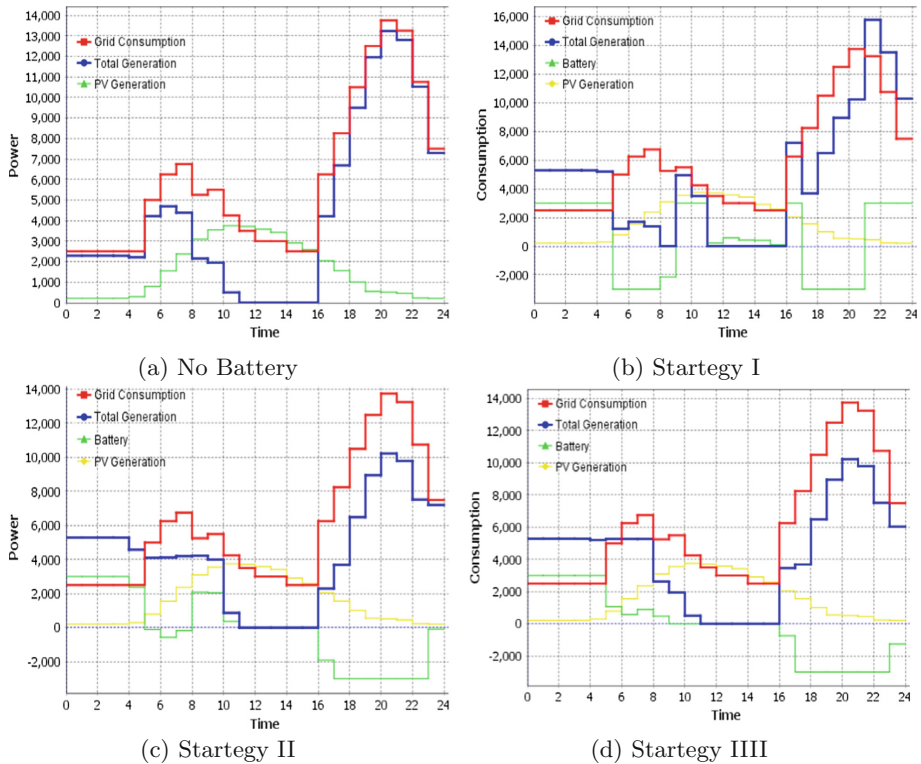 14,000
13,000
12,000
11,000
10,000
9,000
8,000
7,000
6,000
5,000
4,000
3,000
2,000
1,000
0
Power
Grid Consumption
Total Generation
PV Generation
0 2 4 6 8 10 12 14 16 18 20 22 24
Time
(a) No Battery
16,000
14,000
12,000
10,000
8,000
6,000
4,000
2,000
0
-2,000
Consumption
Grid Consumption
Total Generation
Battery
PV Generation
0 2 4 6 8 10 12 14 16 18 20 22 24
Time
(b) Startegy I
14,000
12,000
10,000
8,000
6,000
4,000
2,000
0
-2,000
Power
Grid Consumption
Total Generation
Battery
PV Generation
0 2 4 6 8 10 12 14 16 18 20 22 24
Time
(c) Startegy II
14,000
12,000
10,000
8,000
6,000
4,000
2,000
0
-2,000
Consumption
Grid Consumption
Total Generation
Battery
PV Generation
0 2 4 6 8 10 12 14 16 18 20 22 24
Time
(d) Startegy IIII